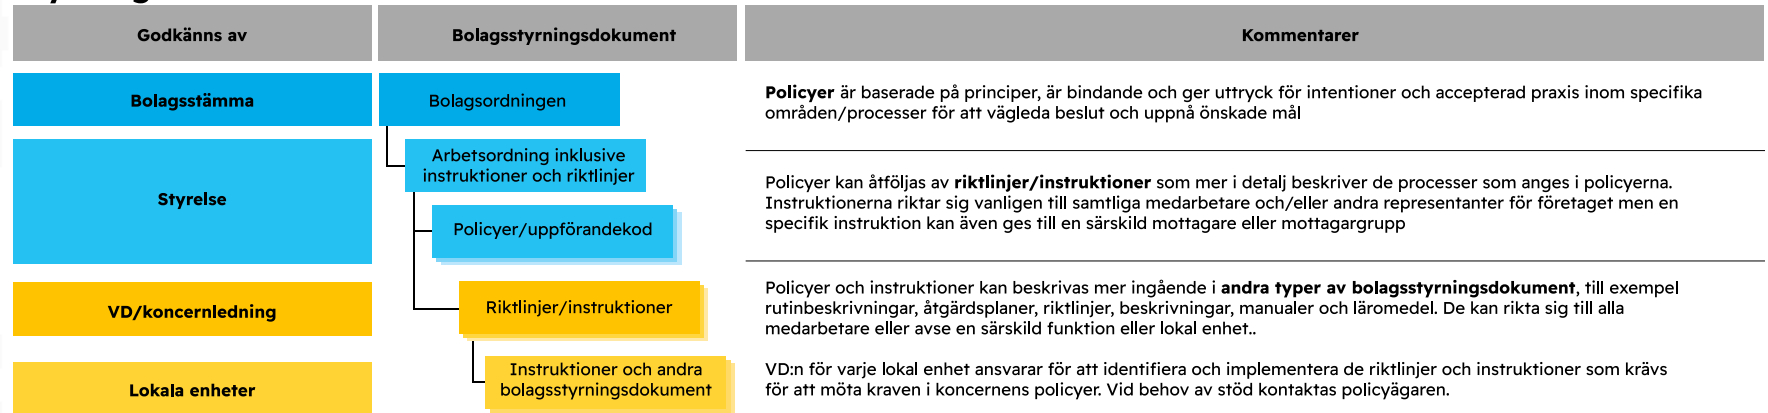 Godkänns av
Bolagsstyrningsdokument
Kommentarer
Bolagsstämma
Bolagsordningen
Policyer är baserade på principer, är bindande och ger uttryck för intentioner och accepterad praxis inom specifika
områden/processer för att vägleda beslut och uppnå önskade mål
Styrelse
Arbetsordning inklusive
instruktioner och riktlinjer
Policyer/uppförandekod
Policyer kan åtföljas av riktlinjer/instruktioner som mer i detalj beskriver de processer som anges i policyerna.
Instruktionerna riktar sig vanligen till samtliga medarbetare och/eller andra representanter för företaget men en
specifik instruktion kan även ges till en särskild mottagare eller mottagargrupp
VD/koncernledning
Riktlinjer/instruktioner
Policyer och instruktioner kan beskrivas mer ingående i andra typer av bolagsstyrningsdokument, till exempel
rutinbeskrivningar, åtgärdsplaner, riktlinjer, beskrivningar, manualer och läromedel. De kan rikta sig till alla
medarbetare eller avse en särskild funktion eller lokal enhet..
Lokala enheter
Instruktioner och andra
bolagsstyrningsdokument
VD:n för varje lokal enhet ansvarar för att identifiera och implementera de riktlinjer och instruktioner som krävs
för att möta kraven i koncernens policyer. Vid behov av stöd kontaktas policyägaren.